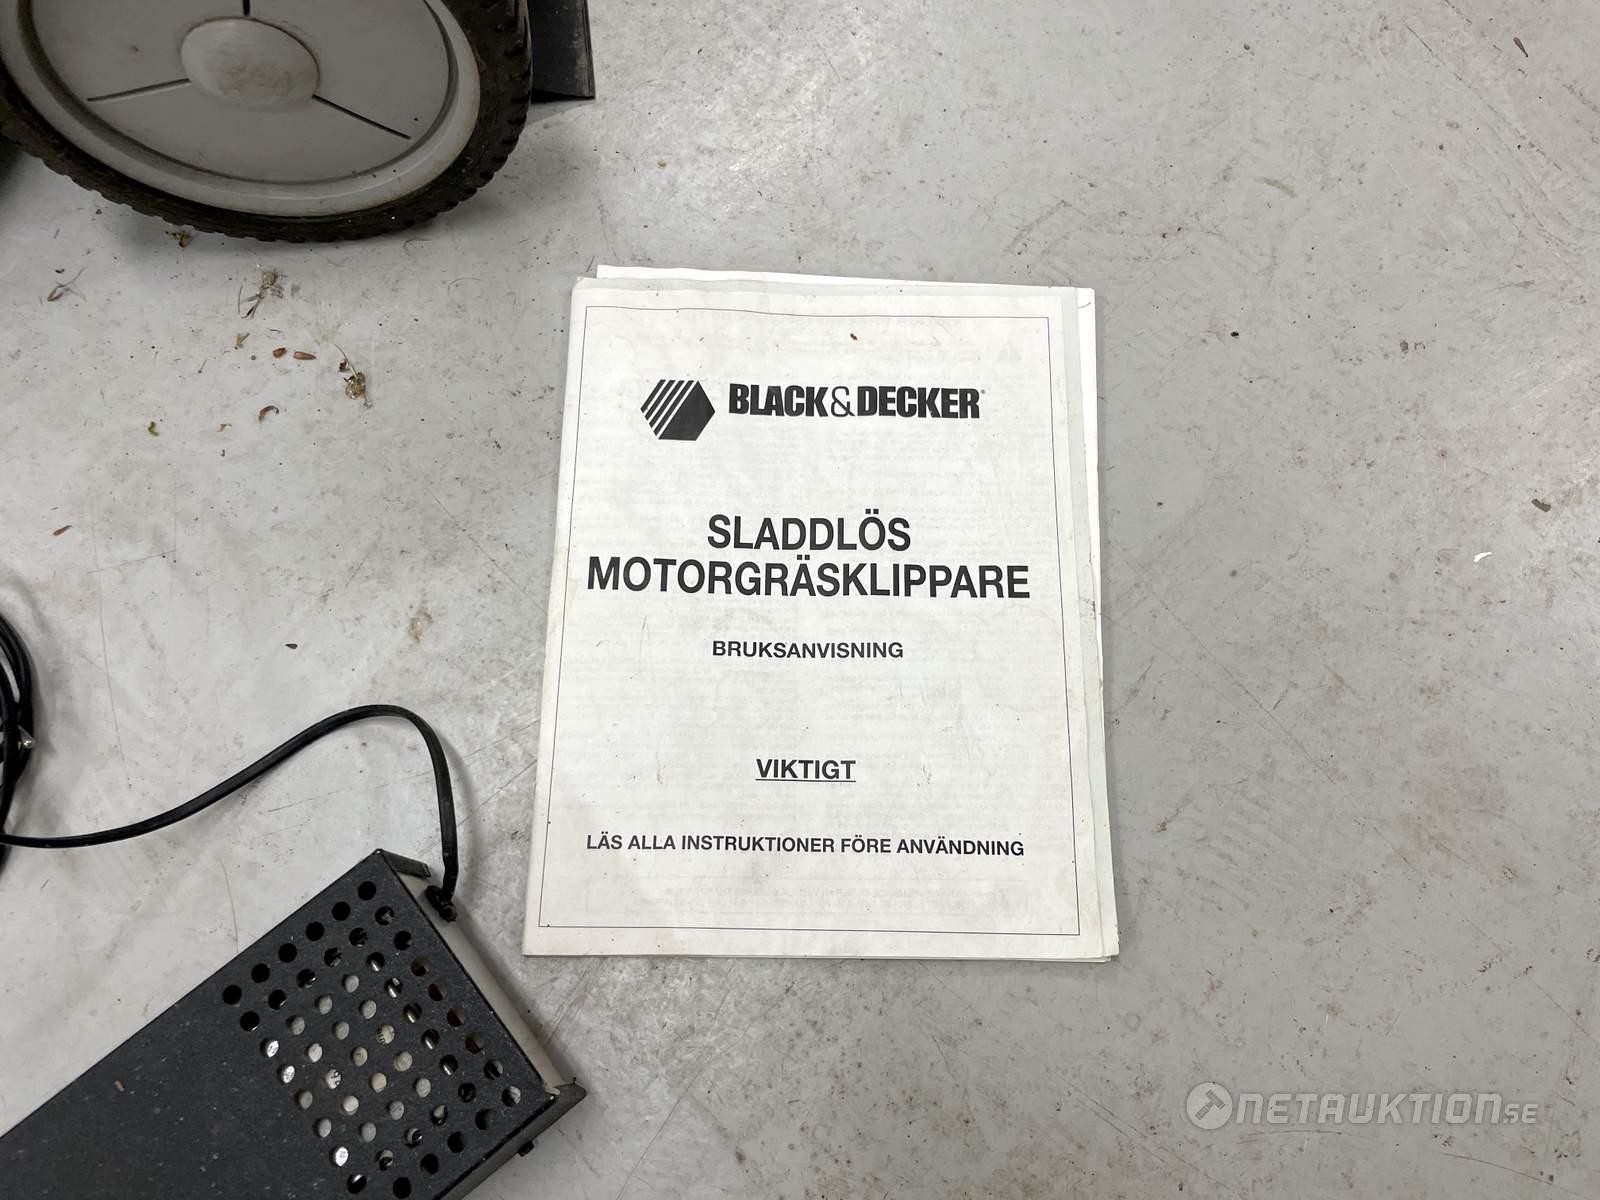 BLACK&DECKER®
SLADDLÖS
MOTORGRÄSKLIPPARE
BRUKSANVISNING
VIKTIGT
LÄS ALLA INSTRUKTIONER FÖRE ANVÄNDNING
NETAUKTION.SE